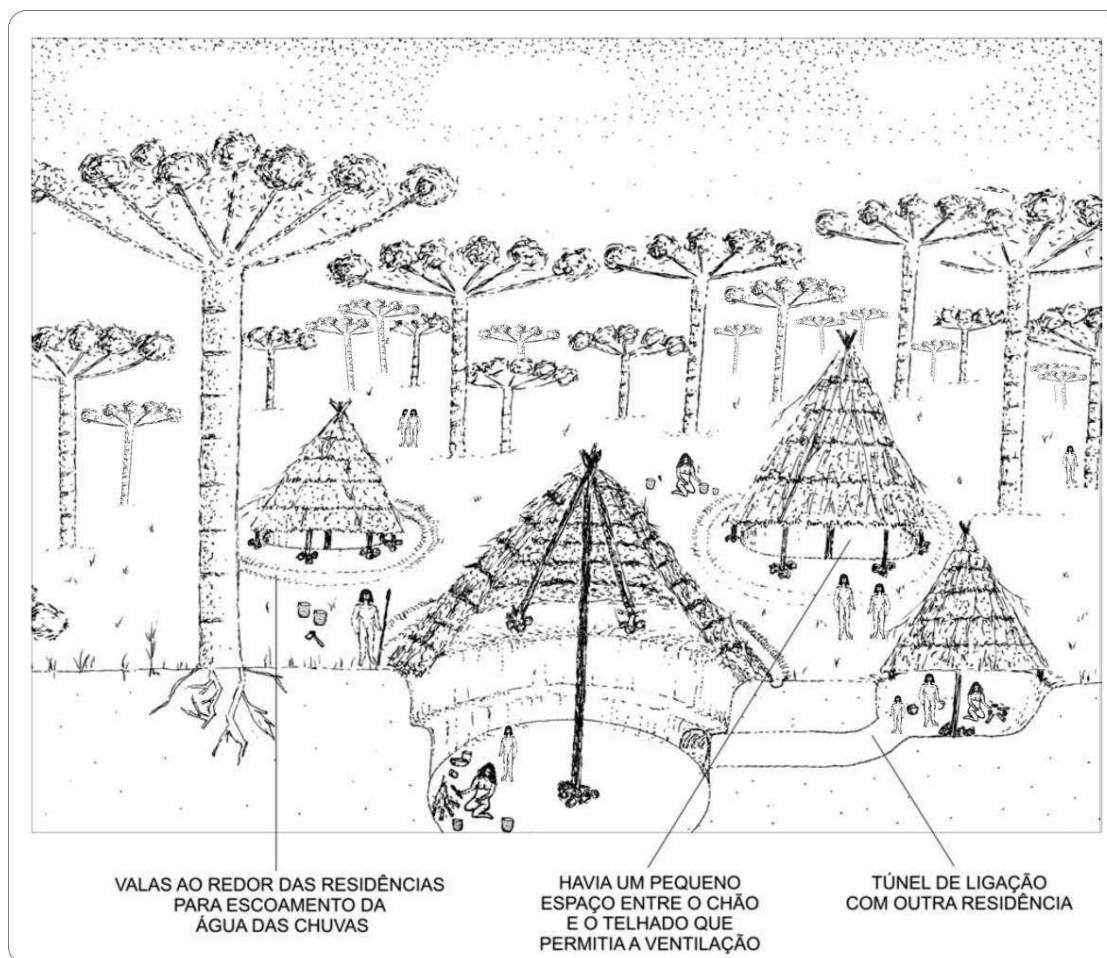 VALAS AO REDOR DAS RESIDÊNCIAS
PARA ESCOAMENTO DA
ÁGUA DAS CHUVAS
HAVIA UM PEQUENO
ESPAÇO ENTRE O CHÃO
E O TELHADO QUE
PERMITIA A VENTILAÇÃO
TÚNEL DE LIGAÇÃO
COM OUTRA RESIDÊNCIA